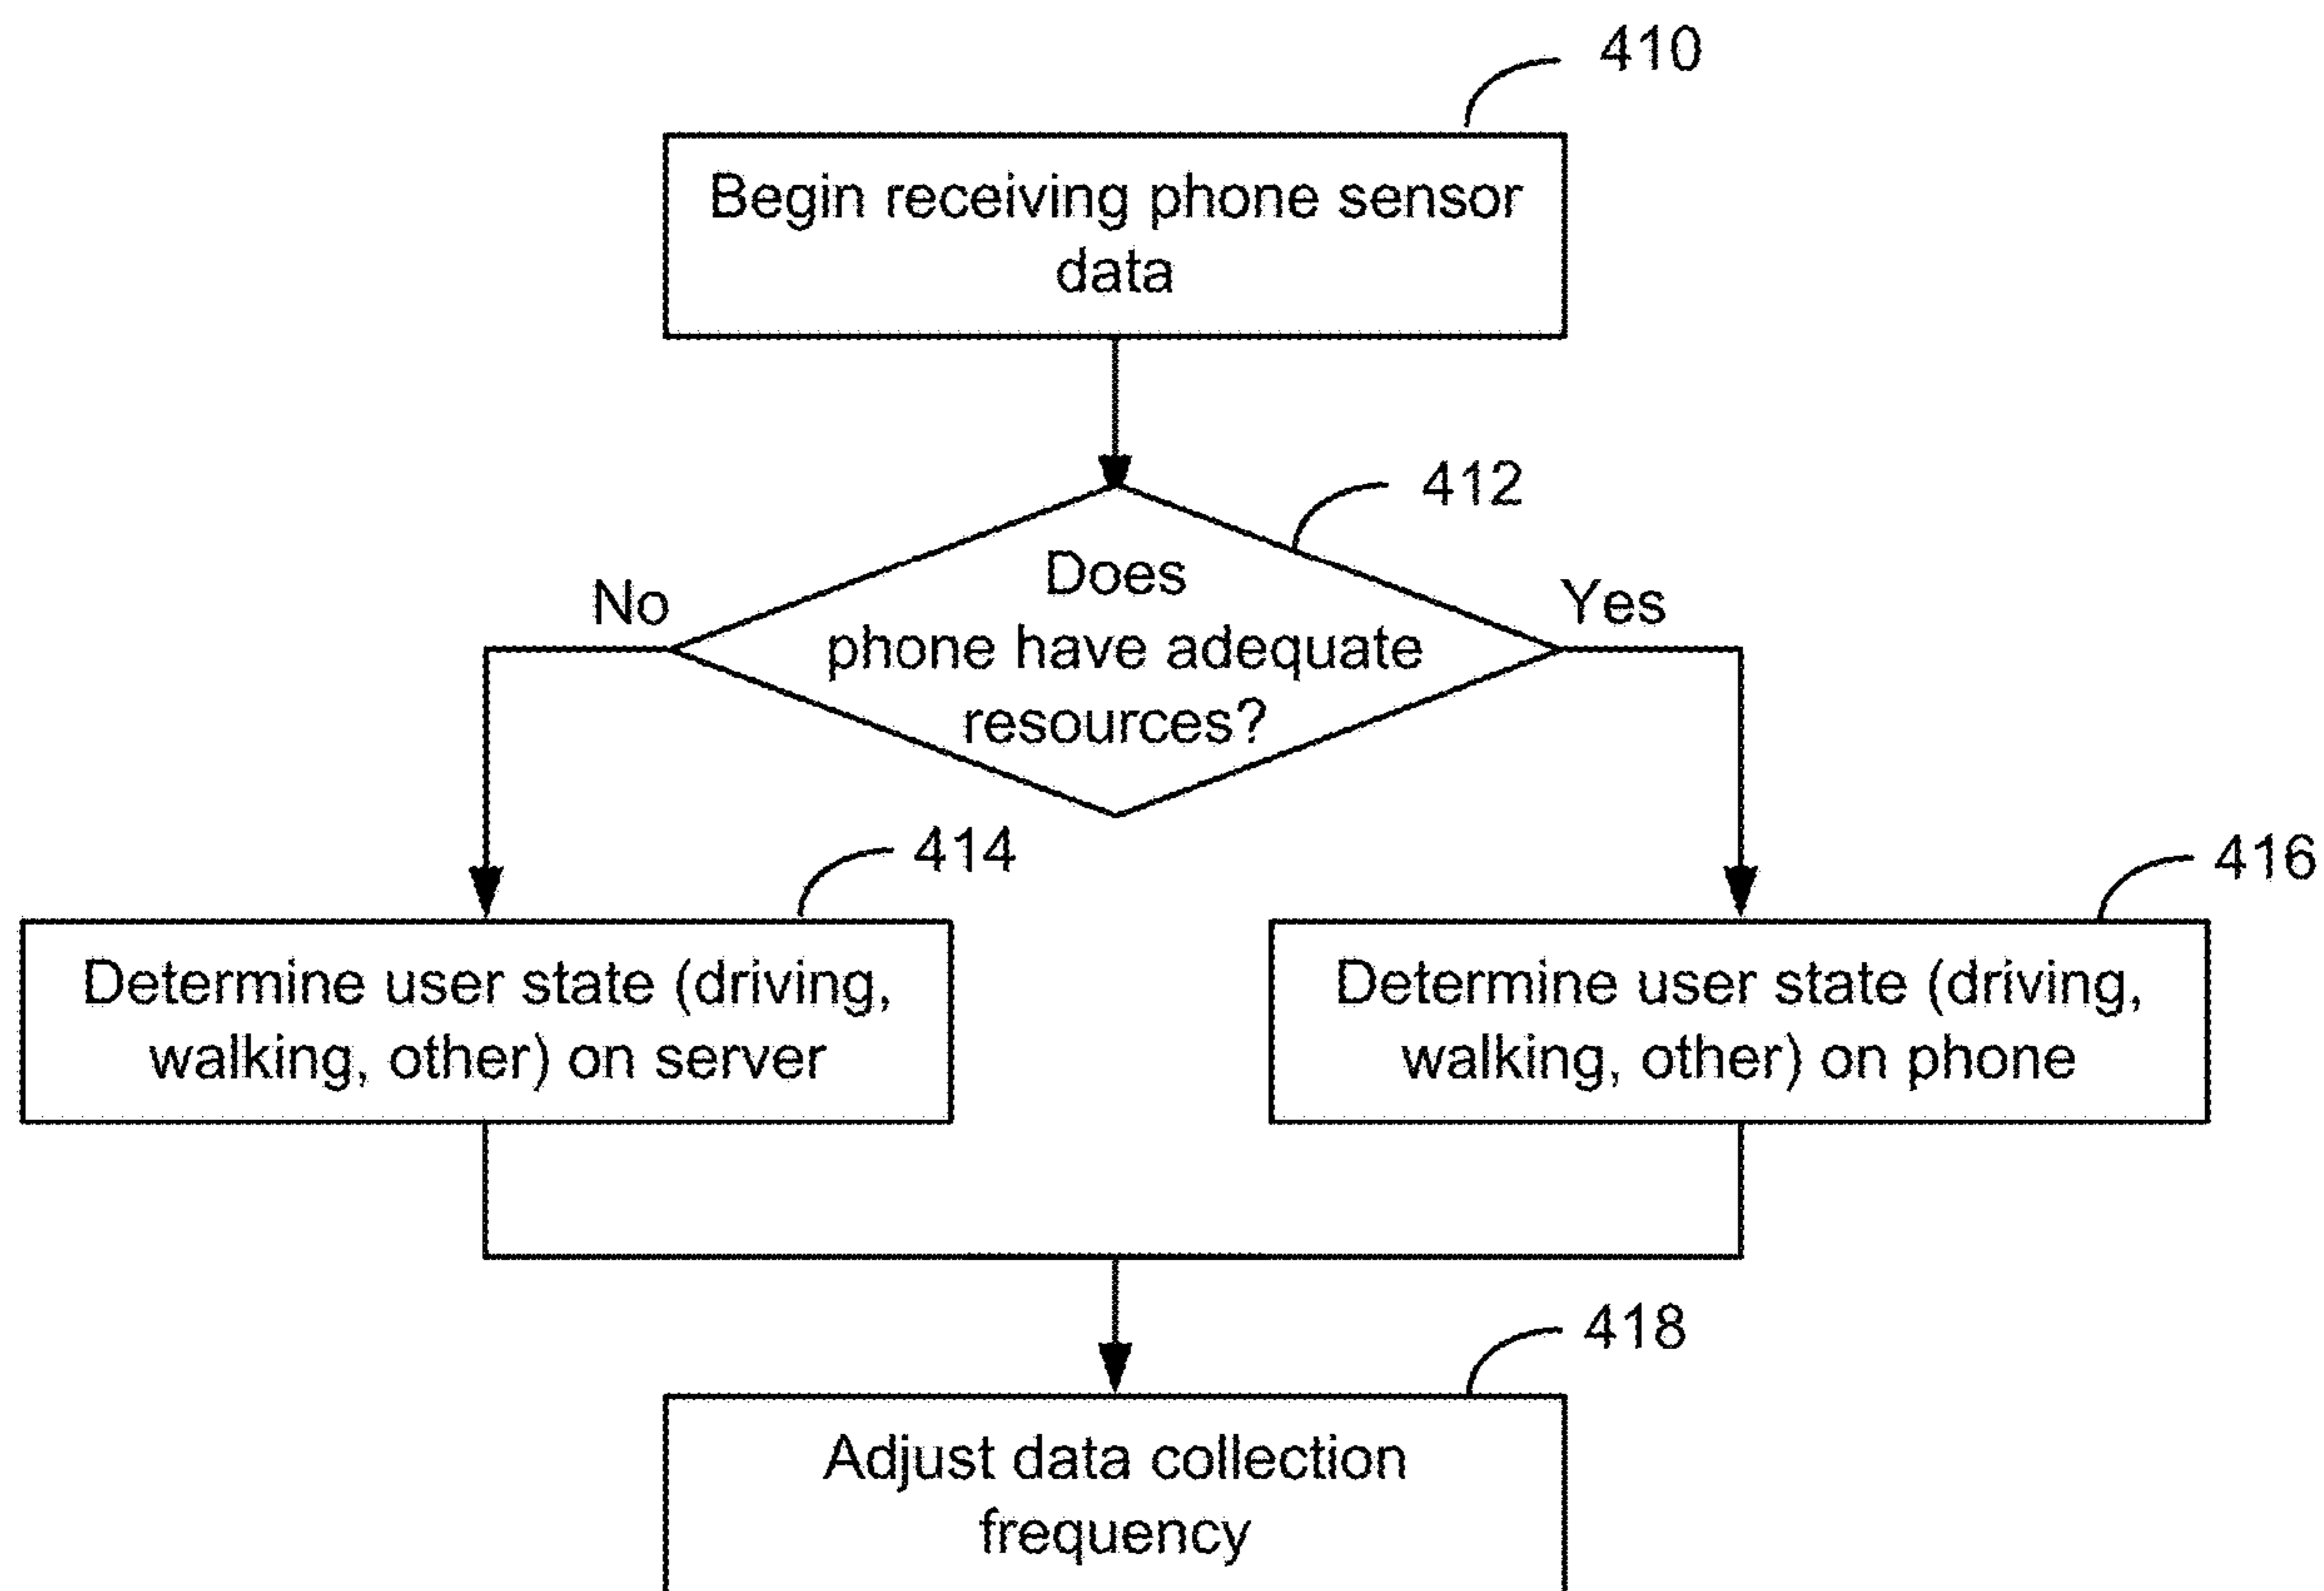 410
Begin receiving phone sensor
data
412
Does
phone have adequate
resources?
No
Yes
414
416
Determine user state (driving,
walking, other) on server
Determine user state (driving,
walking, other) on phone
418
Adjust data collection
frequency